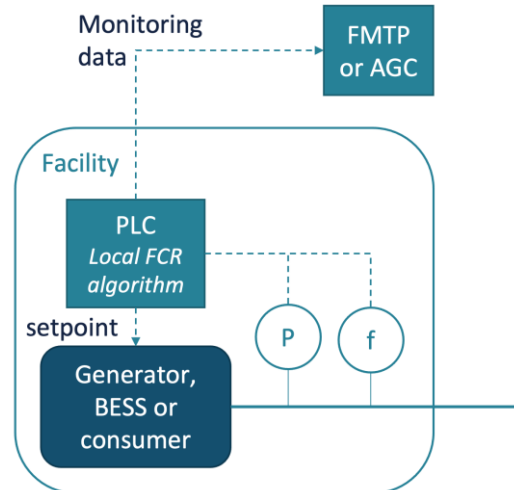 Monitoring
data
FMTP
or AGC
Facility
PLC
Local FCR
algorithm
setpoint
P
f
Generator,
BESS or
consumer